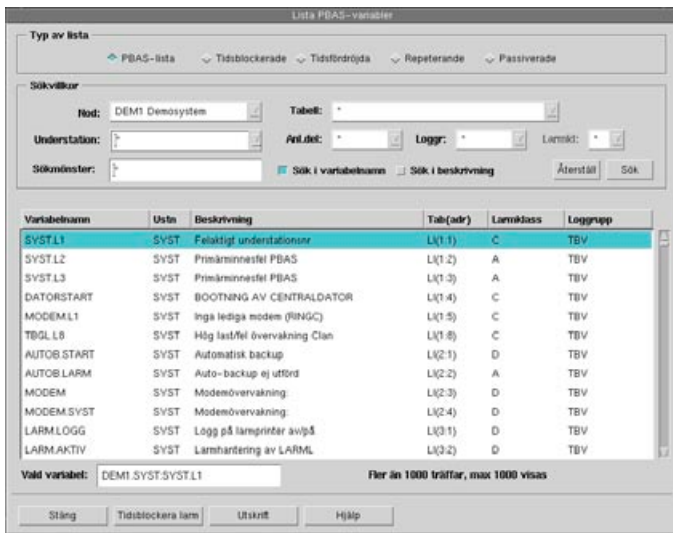 Lista PBAS-variabler
Typ av lista
PBAS-lista Tidsblockerade Tidsfördröjda Repeterande Passiverade
Sökvillkor
Nod: DEM1 Demosystem Tabell: *
Understation: * Anl.del: * Loggr: * Larmkl: *
Sökmönster: * Sök i variabelnamn Sök i beskrivning Återställ Sök
Variabelnamn Ustn Beskrivning Tab(adr) Larmklass Loggrupp
SYST.L1 SYST Felaktigt understationsnr LI(1:1) C TBV
SYST.L2 SYST Primärminnesfel PBAS LI(1:2) A TBV
SYST.L3 SYST Primärminnesfel PBAS LI(1:3) A TBV
DATORSTART SYST BOOTNING AV CENTRALDATOR LI(1:4) C TBV
MODEM.L1 SYST Inga lediga modem (RINGC) LI(1:5) C TBV
TBGL.L8 SYST Hög last/fel övervakning Clan LI(1:8) C TBV
AUTOB.START SYST Automatisk backup LI(2:1) D TBV
AUTOB.LARM SYST Auto-backup ej utförd LI(2:2) A TBV
MODEM SYST Modemövervakning: LI(2:3) D TBV
MODEM.SYST SYST Modemövervakning: LI(2:4) D TBV
LARM.LOGG SYST Logg på larmprinter av/på LI(3:1) D TBV
LARM.AKTIV SYST Larmhantering av LARML LI(3:2) D TBV
Vald variabel: DEM1:SYST:SYST.L1 Fler än 1000 träffar, max 1000 visas
Stäng Tidsblockera larm Utskrift Hjälp